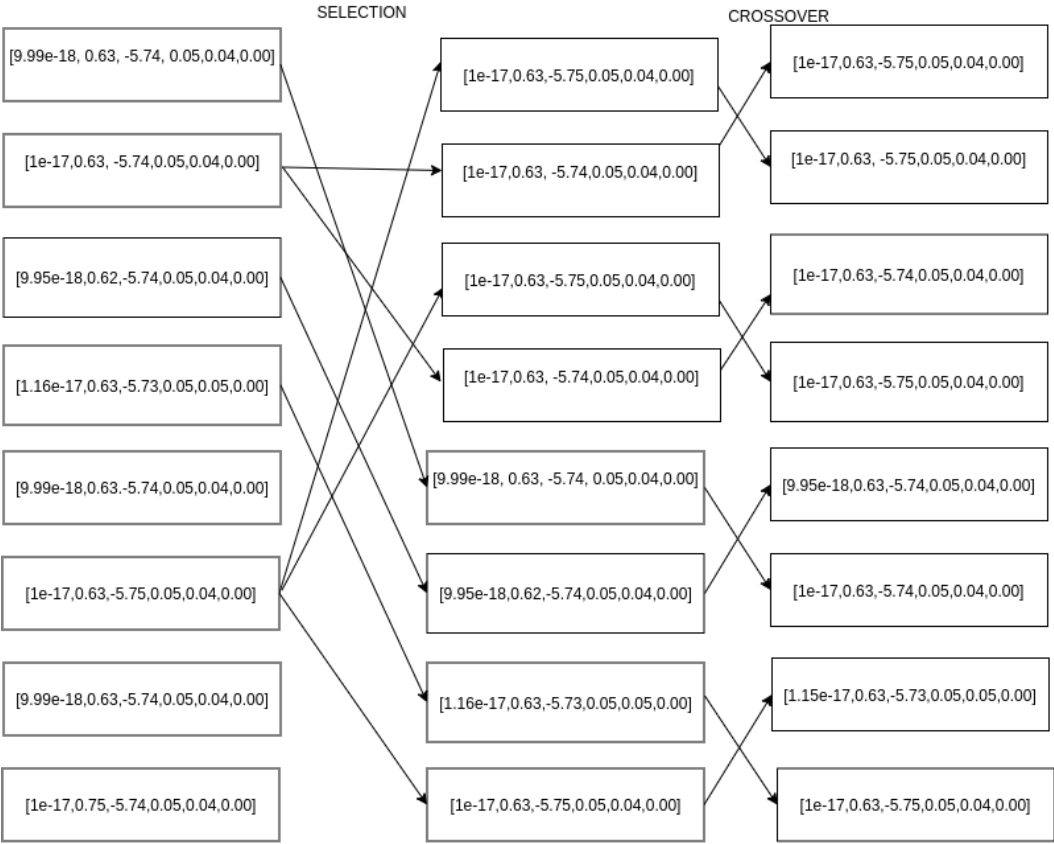 SELECTION
CROSSOVER
[9.99e-18, 0.63, -5.74, 0.05,0.04,0.00]
[1e-17,0.63, -5.74,0.05,0.04,0.00]
[9.95e-18,0.62,-5.74,0.05,0.04,0.00]
[1.16e-17,0.63,-5.73,0.05,0.05,0.00]
[9.99e-18,0.63.-5.74,0.05,0.04,0.00]
[1e-17,0.63,-5.75,0.05,0.04,0.00]
[9.99e-18,0.63,-5.74,0.05,0.04,0.00]
[1e-17,0.75,-5.74,0.05,0.04,0.00]
[1e-17,0.63,-5.75,0.05,0.04,0.00]
[1e-17,0.63, -5.74,0.05,0.04,0.00]
[1e-17,0.63,-5.75,0.05,0.04,0.00]
[1e-17,0.63, -5.74,0.05,0.04,0.00]
[9.99e-18, 0.63, -5.74, 0.05,0.04,0.00]
[9.95e-18,0.62,-5.74,0.05,0.04,0.00]
[1.16e-17,0.63,-5.73,0.05,0.05,0.00]
[1e-17,0.63,-5.75,0.05,0.04,0.00]
[1e-17,0.63,-5.75,0.05,0.04,0.00]
[1e-17,0.63, -5.75,0.05,0.04,0.00]
[1e-17,0.63,-5.74,0.05,0.04,0.00]
[1e-17,0.63,-5.75,0.05,0.04,0.00]
[9.95e-18,0.63,-5.74,0.05,0.04,0.00]
[1e-17,0.63,-5.74,0.05,0.04,0.00]
[1.15e-17,0.63,-5.73,0.05,0.05,0.00]
[1e-17,0.63,-5.75,0.05,0.04,0.00]